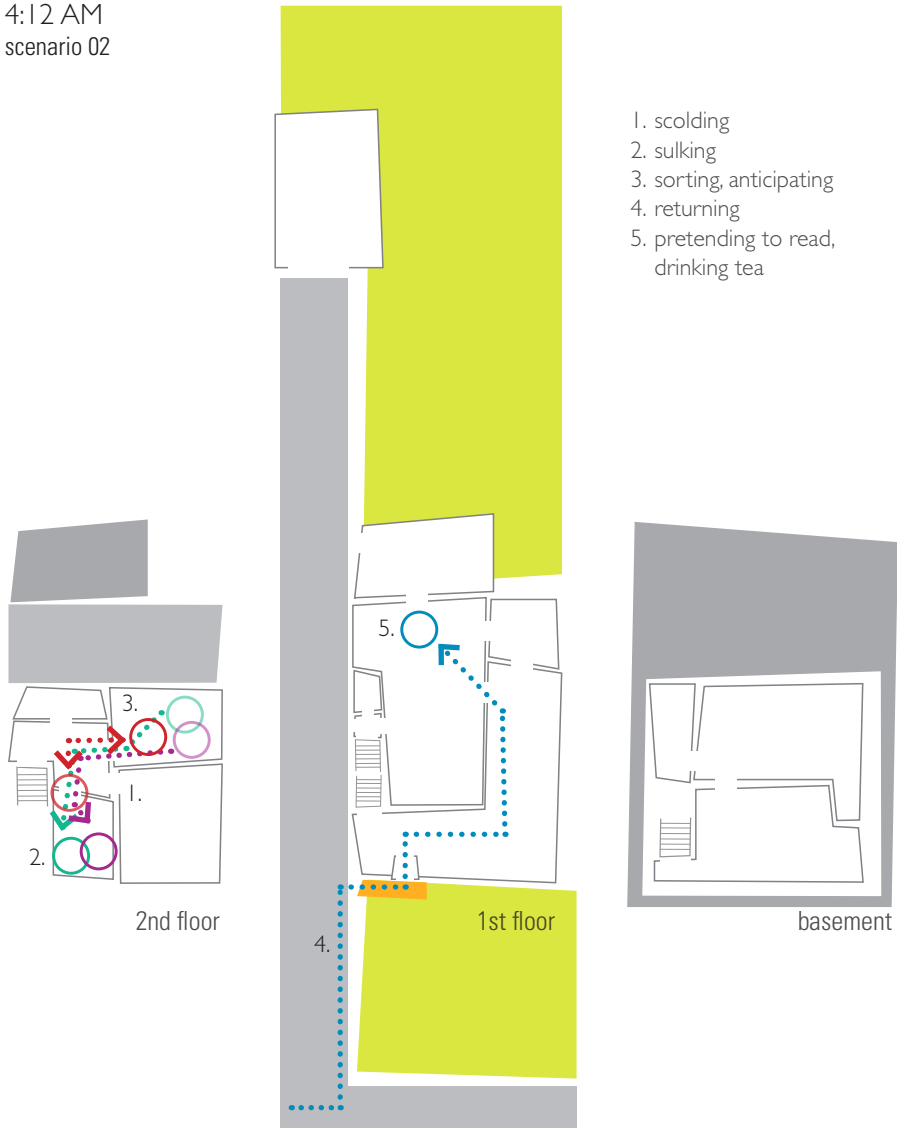 4:12 AM
scenario 02
1. scolding
2. sulking
3. sorting, anticipating
4. returning
5. pretending to read,
drinking tea
5.
3.
1.
2.
2nd floor
1st floor
basement
4.